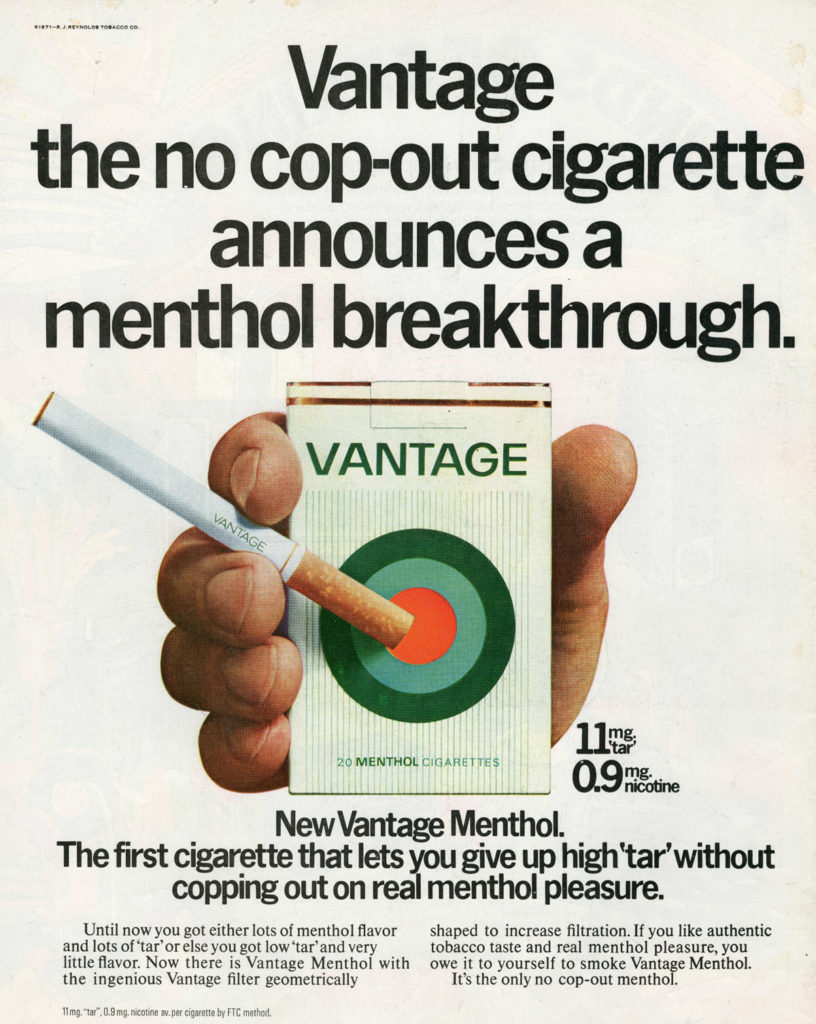 ©1971—R.J.REYNOLDS TOBACCO CO.
Vantage
the no cop-out cigarette
announces a
menthol breakthrough.
VANTAGE
VANTAGE
20 MENTHOL CIGARETTES
11 mg. 'tar'
0.9 mg. nicotine
New Vantage Menthol.
The first cigarette that lets you give up high 'tar' without
copping out on real menthol pleasure.
Until now you got either lots of menthol flavor
and lots of 'tar' or else you got low 'tar' and very
little flavor. Now there is Vantage Menthol with
the ingenious Vantage filter geometrically
shaped to increase filtration. If you like authentic
tobacco taste and real menthol pleasure, you
owe it to yourself to smoke Vantage Menthol.
It's the only no cop-out menthol.
11 mg. "tar", 0.9 mg. nicotine av. per cigarette by FTC method.